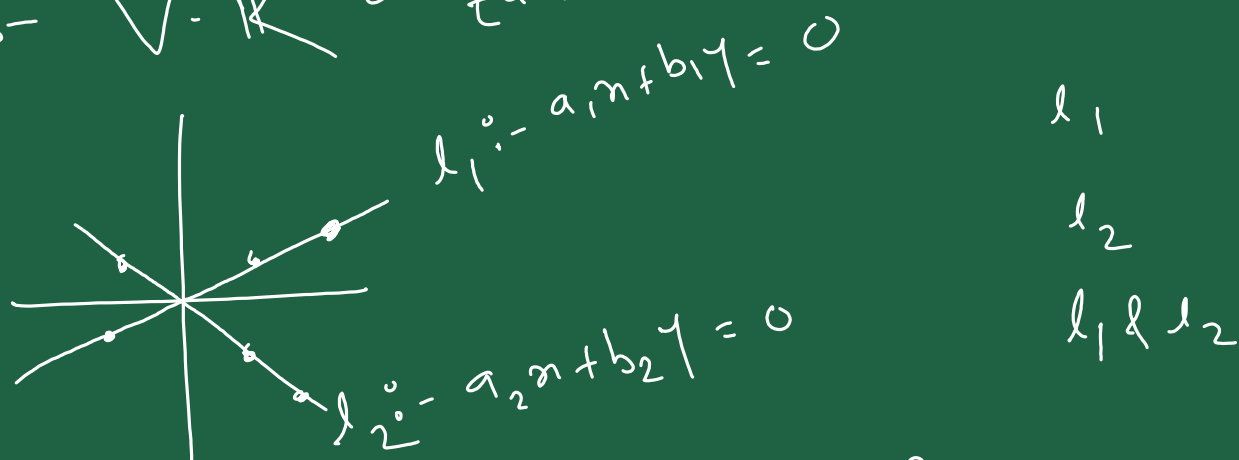 V = R
l₁ :- a₁x + b₁y = 0
l₂ :- a₂x + b₂y = 0
l₁
l₂
l₁ & l₂